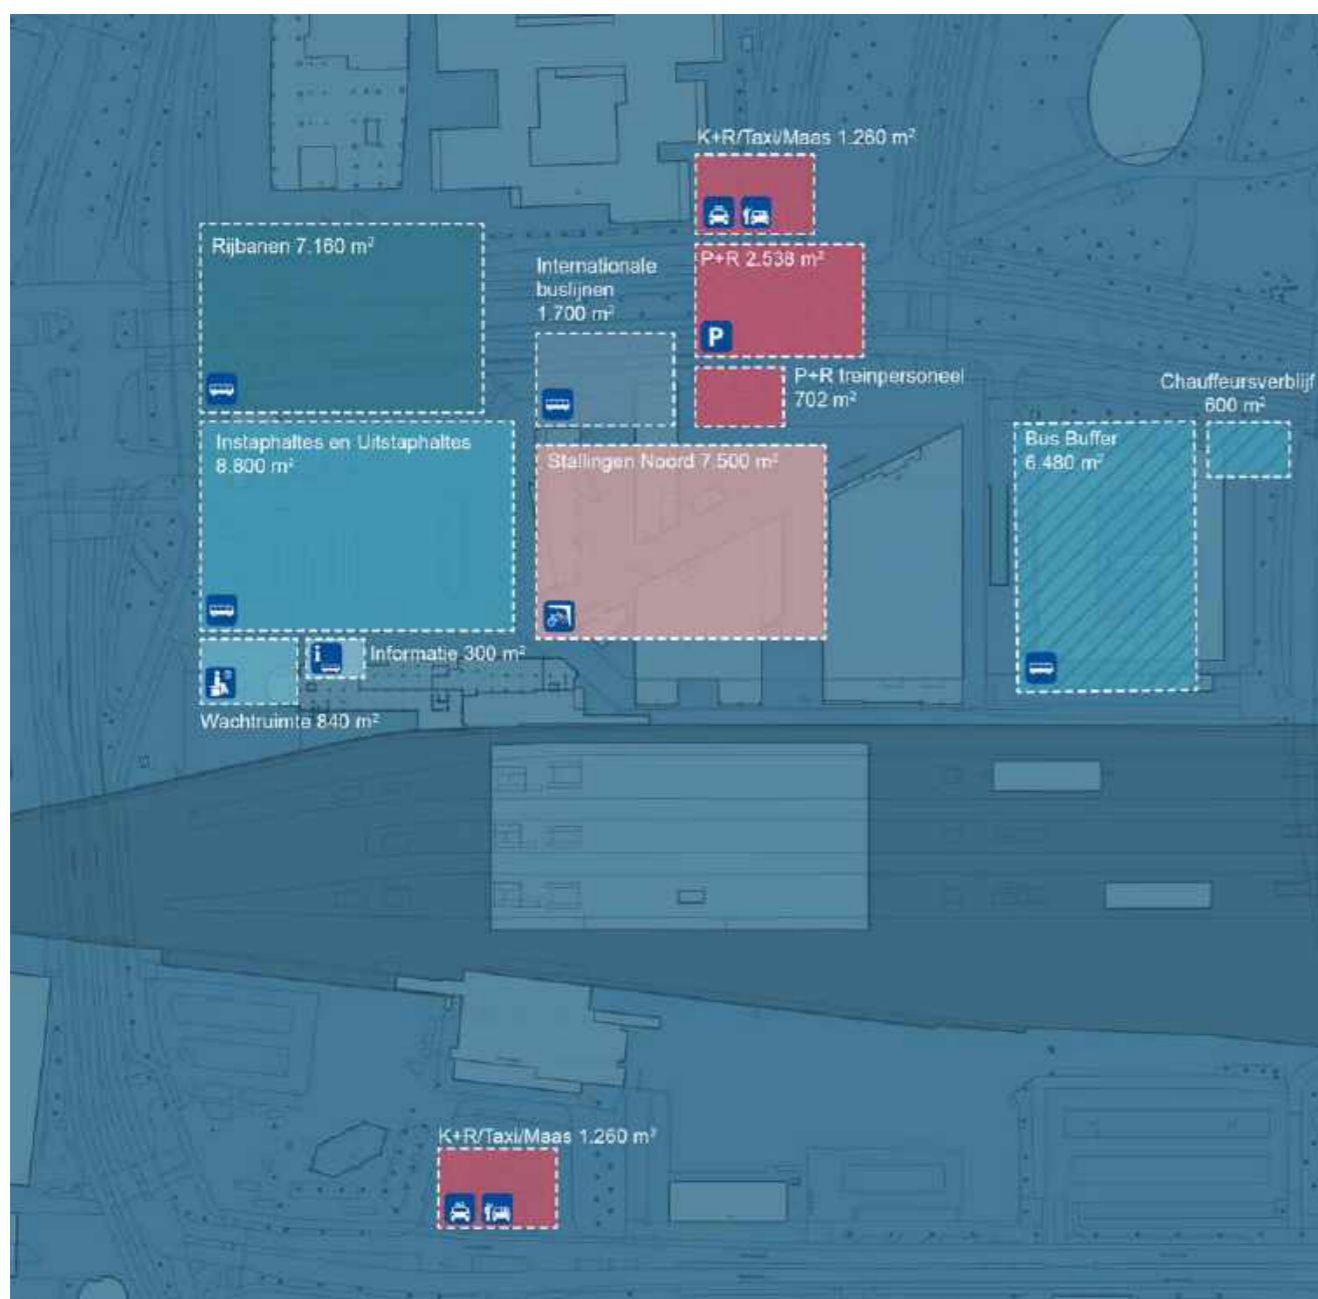 K+R/Taxi/Maas 1.260 m²
Rijbanen 7.160 m²
P+R 2.538 m²
Internationale
buslijnen
1.700 m²
P
P+R treinpersoneel
702 m²
Chauffeursverblijf
600 m²
Instaphaltes en Uitstaphaltes
8.800 m²
Stallingen Noord 7.500 m²
Bus Buffer
6.480 m²
i
Informatie 300 m²
Wachtruimte 840 m²
K+R/Taxi/Maas 1.260 m²